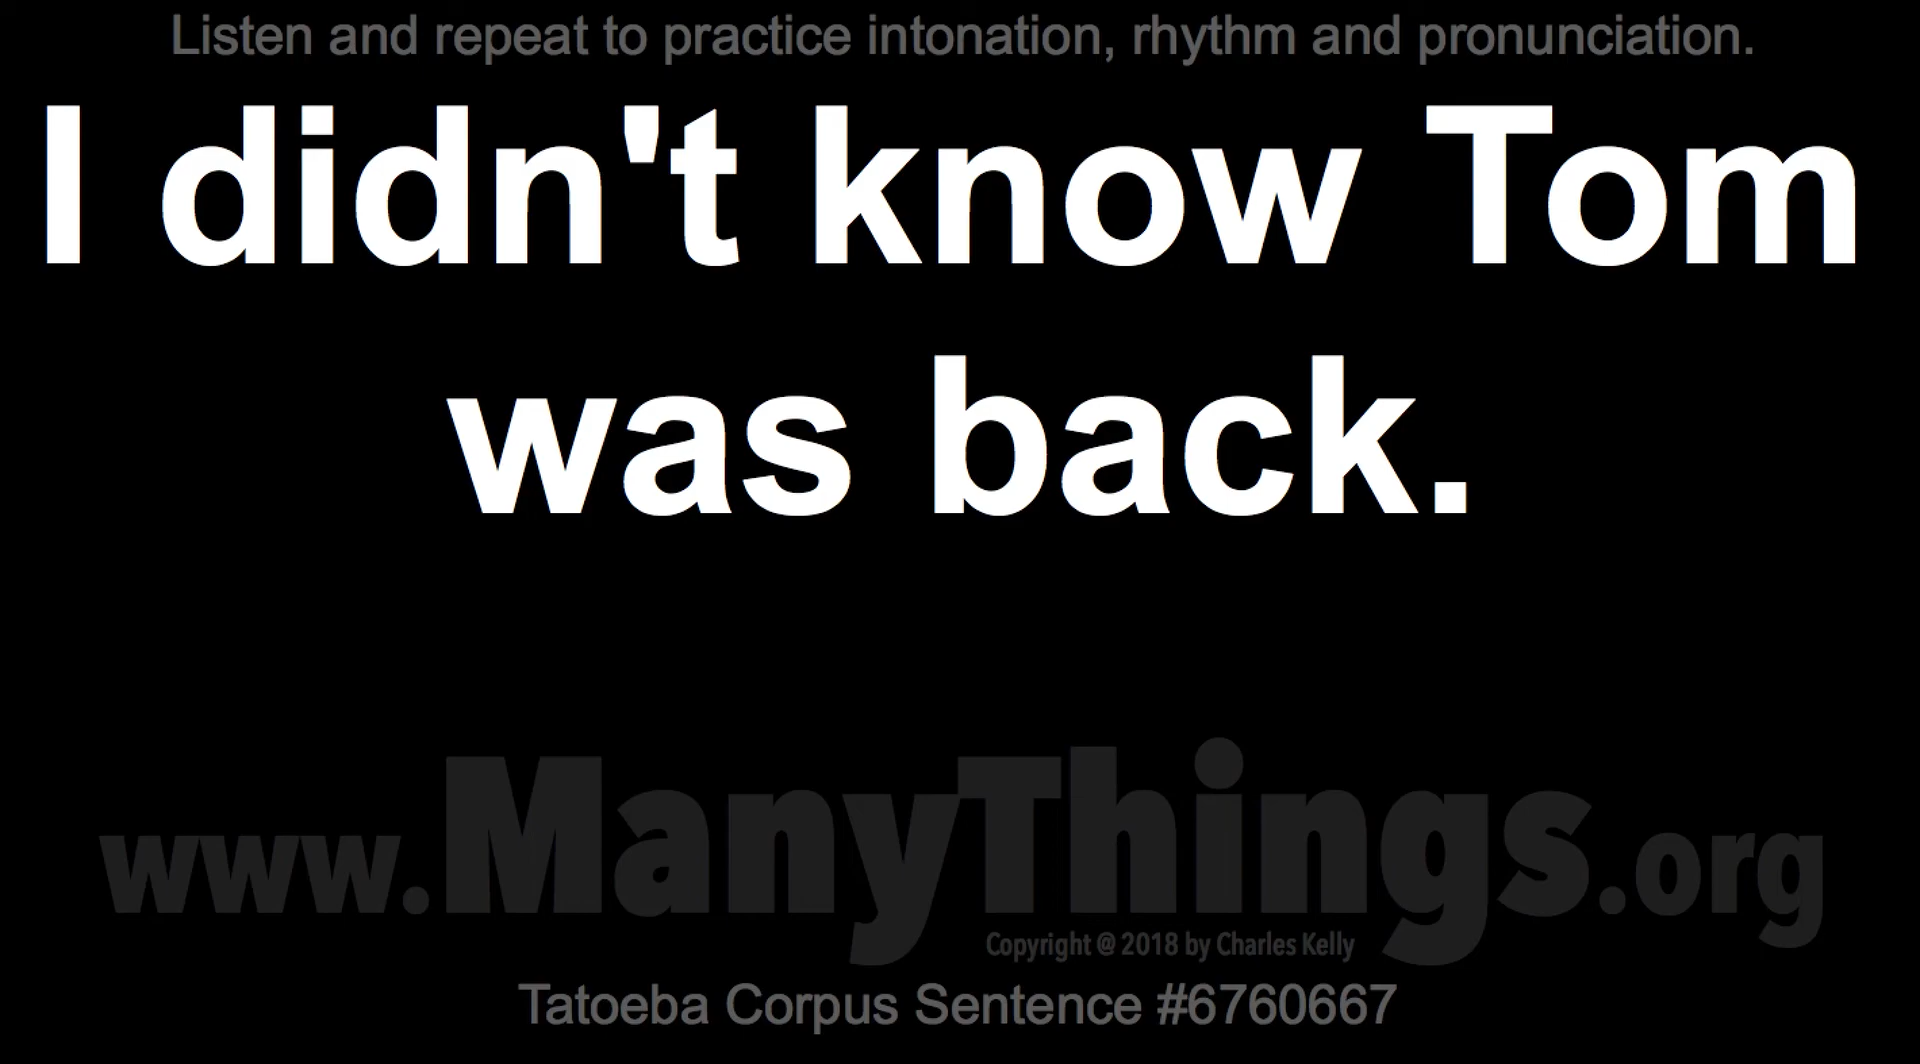 Listen and repeat to practice intonation, rhythm and pronunciation.
I didn't know Tom
was back.
www.ManyThings.org
Copyright @ 2018 by Charles Kelly
Tatoeba Corpus Sentence #6760667